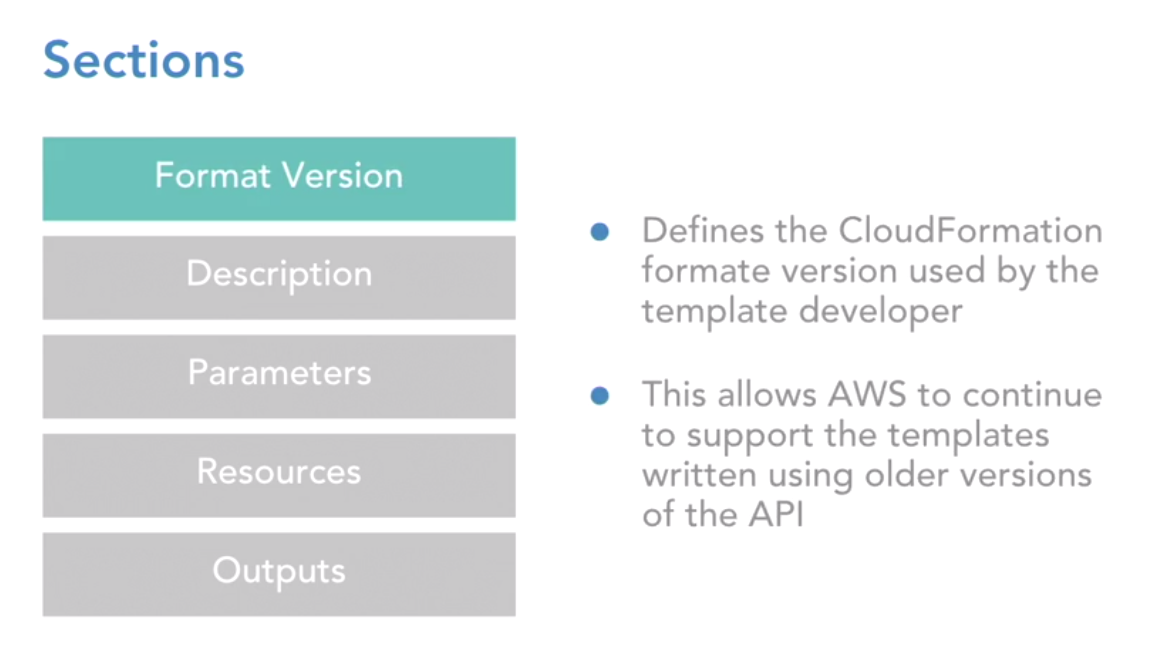 Sections
Format Version
Description
Parameters
Resources
Outputs
Defines the CloudFormation
formate version used by the
template developer
This allows AWS to continue
to support the templates
written using older versions
of the API